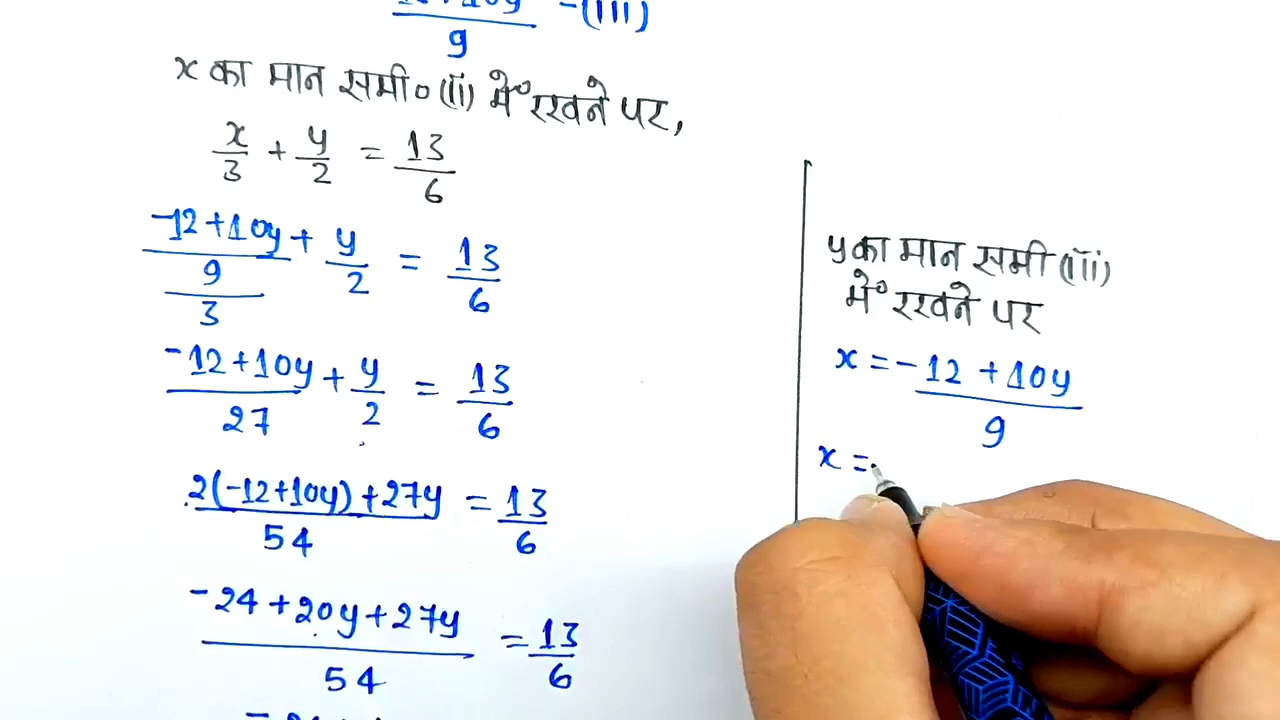 9 -(iii)
x का मान समी० (ii) में रखने पर,
x/3 + y/2 = 13/6
(-12+10y)/9/3 + y/2 = 13/6
(-12+10y)/27 + y/2 = 13/6
(2(-12+10y)+27y)/54 = 13/6
(-24+20y+27y)/54 = 13/6
y का मान समी (iii)
में रखने पर
x = (-12+10y)/9
x =